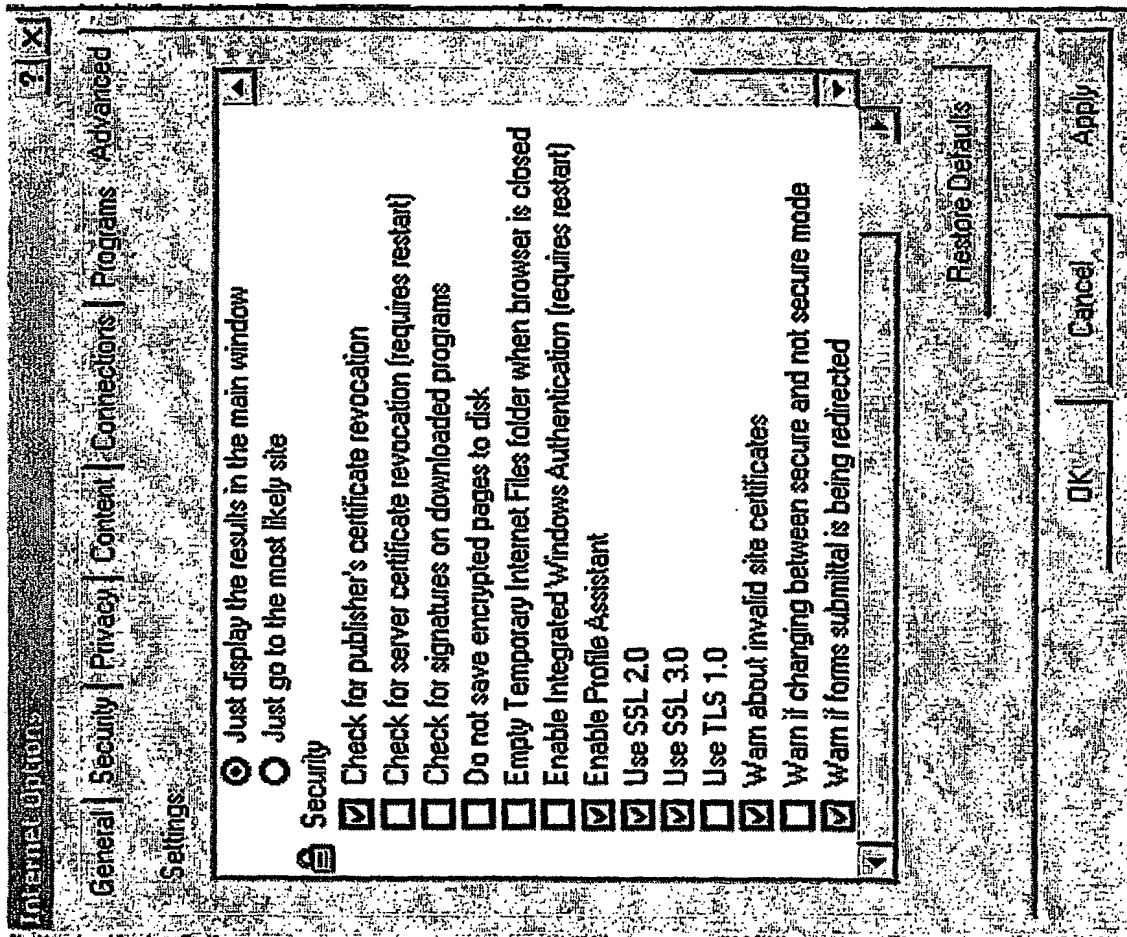 Internet Options
? X
General Security Privacy Content Connections Programs Advanced
Settings:
Just display the results in the main window
Just go to the most likely site
Security
Check for publisher's certificate revocation
Check for server certificate revocation (requires restart)
Check for signatures on downloaded programs
Do not save encrypted pages to disk
Empty Temporary Internet Files folder when browser is closed
Enable Integrated Windows Authentication (requires restart)
Enable Profile Assistant
Use SSL 2.0
Use SSL 3.0
Use TLS 1.0
Warn about invalid site certificates
Warn if changing between secure and not secure mode
Warn if forms submittal is being redirected
Restore Defaults
OK Cancel Apply